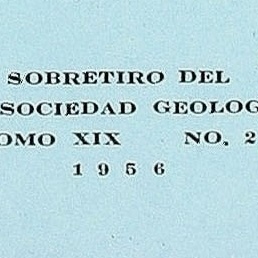 SOBRETIRO DEL
SOCIEDAD GEOLOG
OMO XIX NO. 2
1956